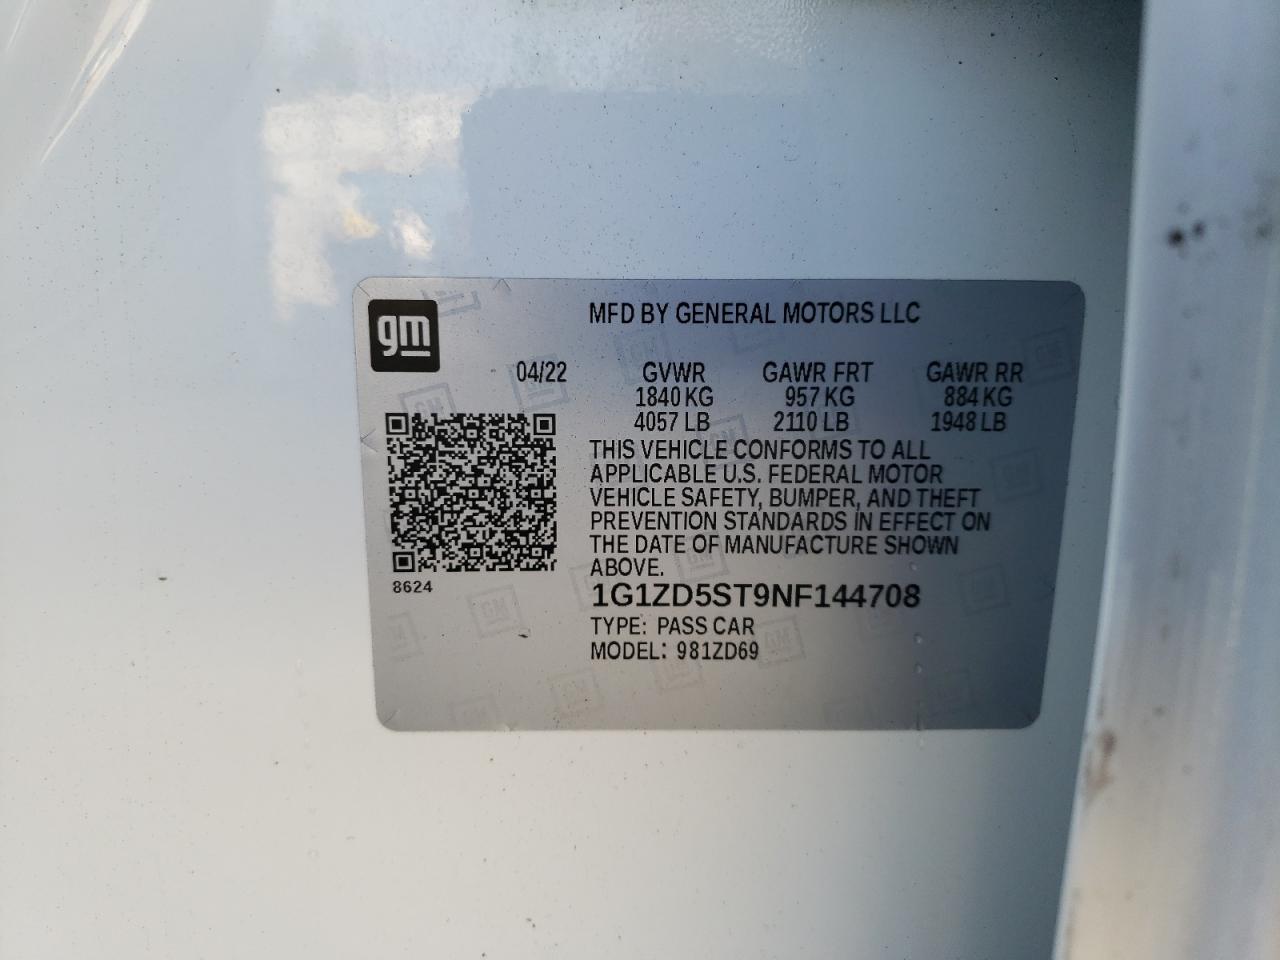 gm
MFD BY GENERAL MOTORS LLC
04/22 GVWR GAWR FRT GAWR RR
1840 KG 957 KG 884 KG
4057 LB 2110 LB 1948 LB
THIS VEHICLE CONFORMS TO ALL
APPLICABLE U.S. FEDERAL MOTOR
VEHICLE SAFETY, BUMPER, AND THEFT
PREVENTION STANDARDS IN EFFECT ON
THE DATE OF MANUFACTURE SHOWN
ABOVE.
8624
1G1ZD5ST9NF144708
TYPE: PASS CAR
MODEL: 981ZD69